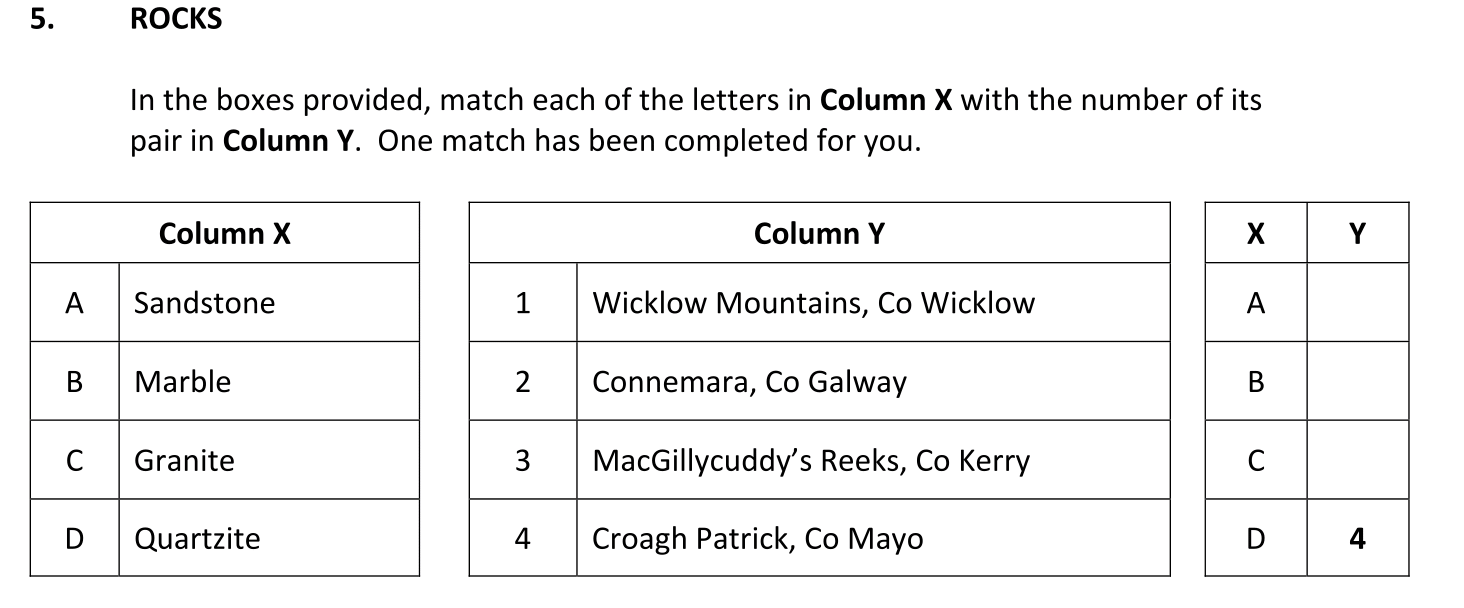 5. ROCKS
In the boxes provided, match each of the letters in Column X with the number of its
pair in Column Y. One match has been completed for you.
Column X Column Y X Y
A Sandstone 1 Wicklow Mountains, Co Wicklow A
B Marble 2 Connemara, Co Galway B
C Granite 3 MacGillycuddy’s Reeks, Co Kerry C
D Quartzite 4 Croagh Patrick, Co Mayo D 4